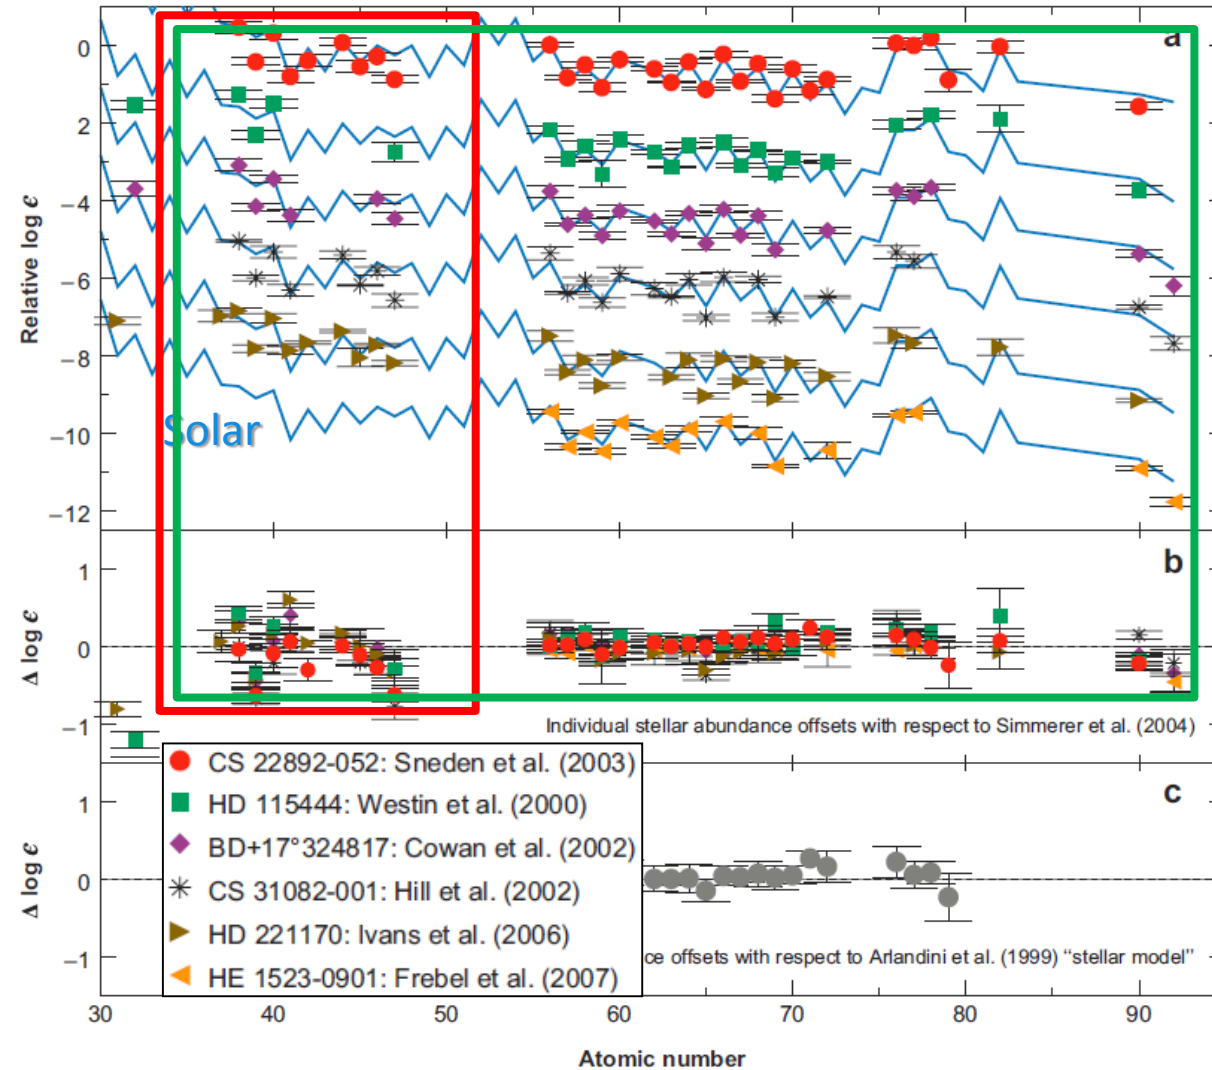 a
0
2
−4
−6
−8
−10
−12
Relative log ϵ
Solar
b
1
0
−1
Δ log ϵ
Individual stellar abundance offsets with respect to Simmerer et al. (2004)
CS 22892-052: Sneden et al. (2003)
HD 115444: Westin et al. (2000)
BD+17°324817: Cowan et al. (2002)
CS 31082-001: Hill et al. (2002)
HD 221170: Ivans et al. (2006)
HE 1523-0901: Frebel et al. (2007)
c
1
0
−1
Δ log ϵ
ce offsets with respect to Arlandini et al. (1999) “stellar model”
30 40 50 60 70 80 90
Atomic number